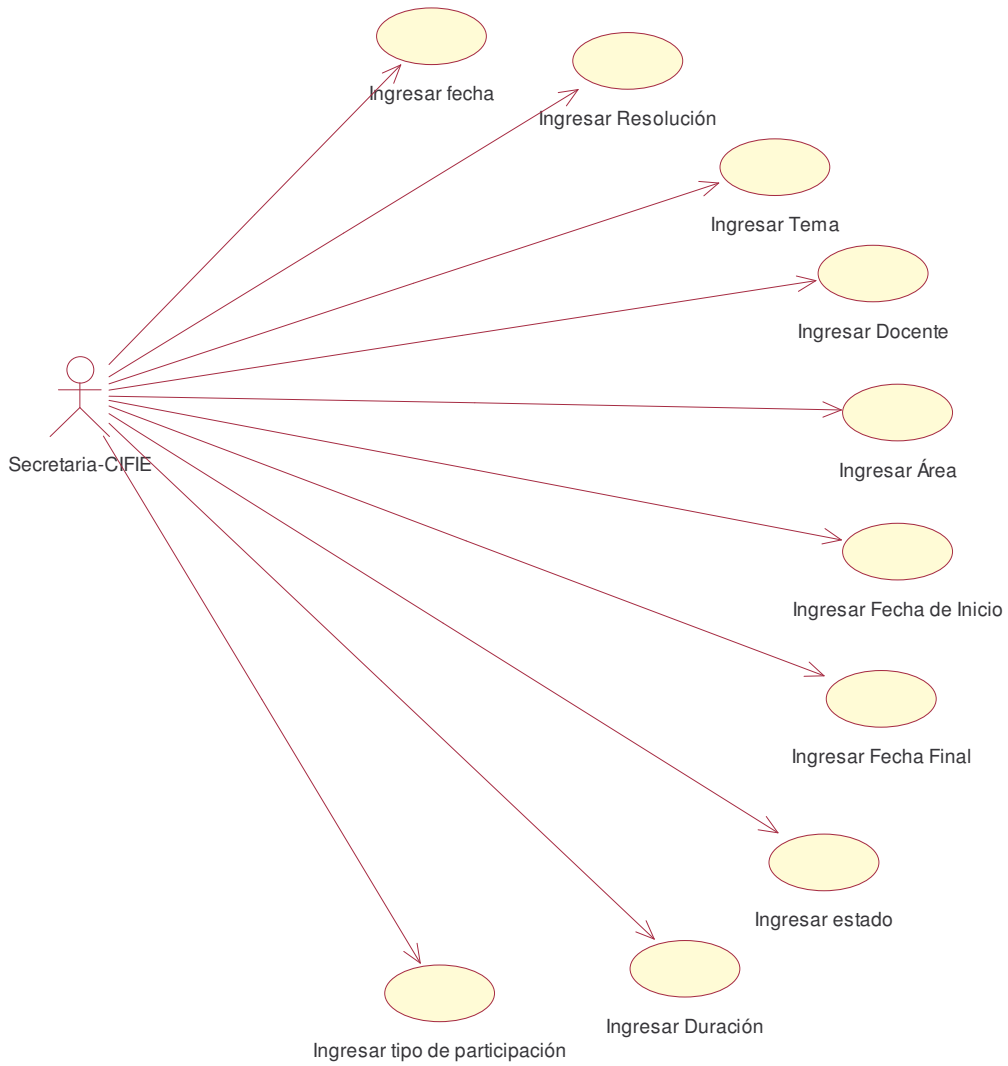 Ingresar fecha
Ingresar Resolución
Ingresar Tema
Ingresar Docente
Secretaria-CIFIE
Ingresar Área
Ingresar Fecha de Inicio
Ingresar Fecha Final
Ingresar estado
Ingresar Duración
Ingresar tipo de participación